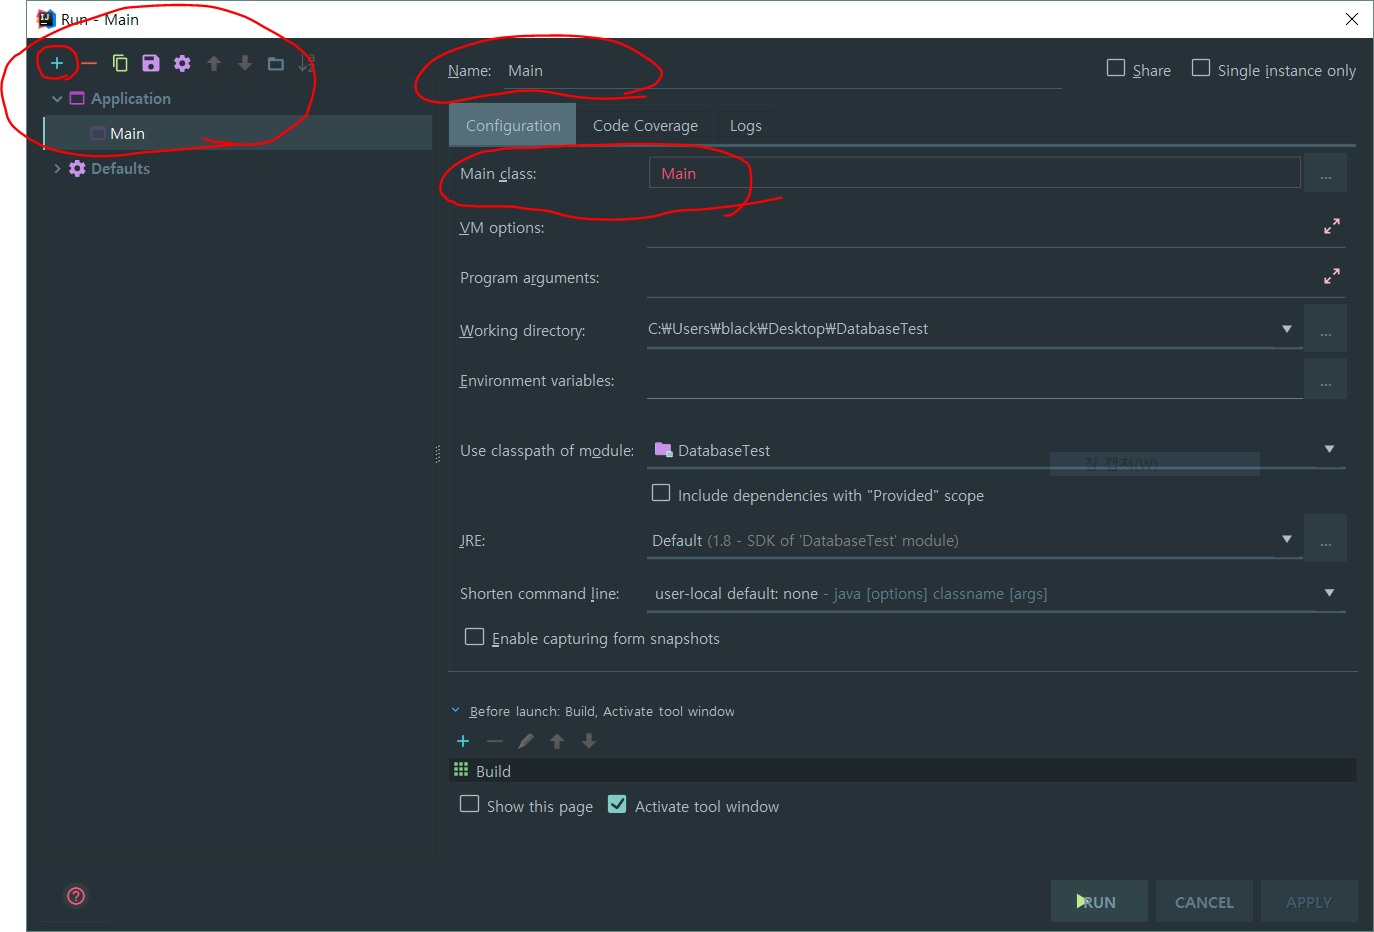 Run - Main
Name: Main
Share
Single instance only
Application
Main
Defaults
Configuration
Code Coverage
Logs
Main class:
Main
...
VM options:
Program arguments:
Working directory:
C:₩Users₩black₩Desktop₩DatabaseTest
...
Environment variables:
...
Use classpath of module:
DatabaseTest
창 캡처(W)
Include dependencies with "Provided" scope
JRE:
Default (1.8 - SDK of 'DatabaseTest' module)
...
Shorten command line:
user-local default: none - java [options] classname [args]
Enable capturing form snapshots
Before launch: Build, Activate tool window
Build
Show this page
Activate tool window
RUN
CANCEL
APPLY